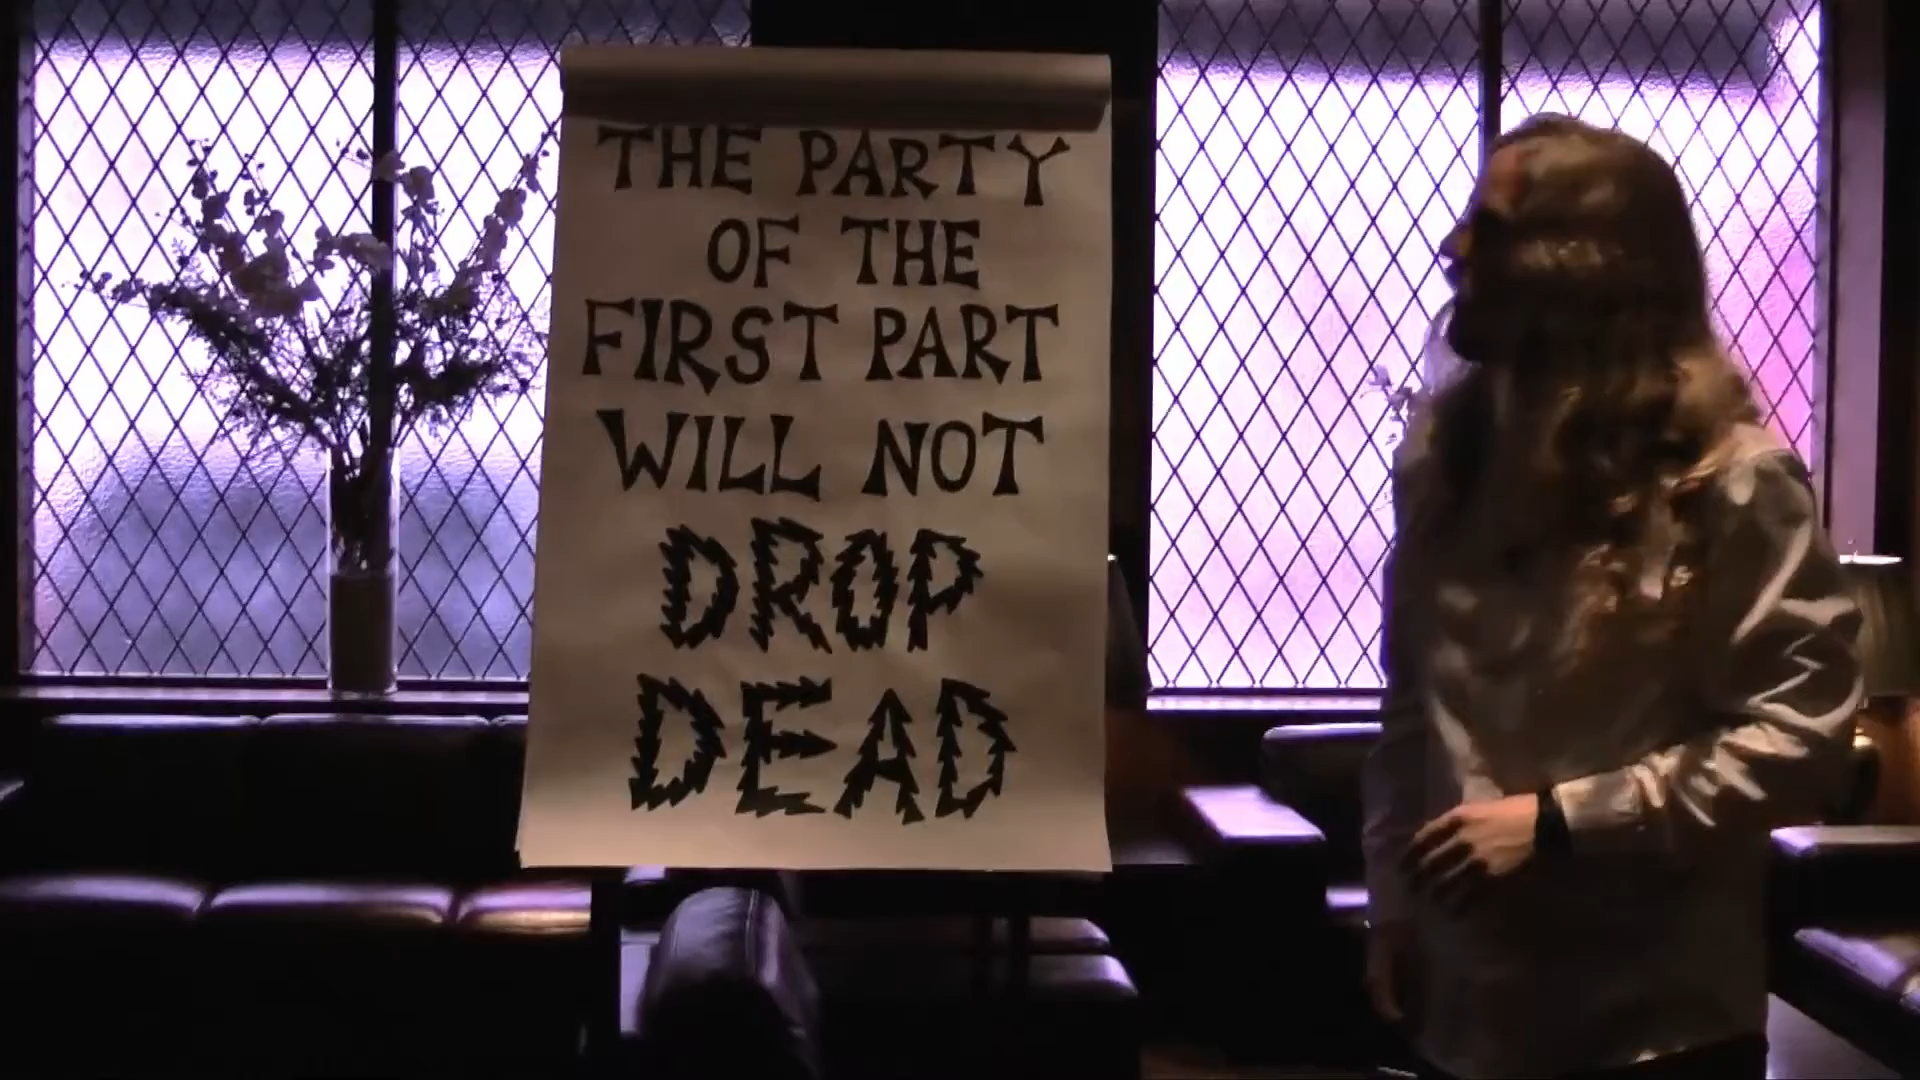 THE PARTY
OF THE
FIRST PART
WILL NOT
DROP
DEAD